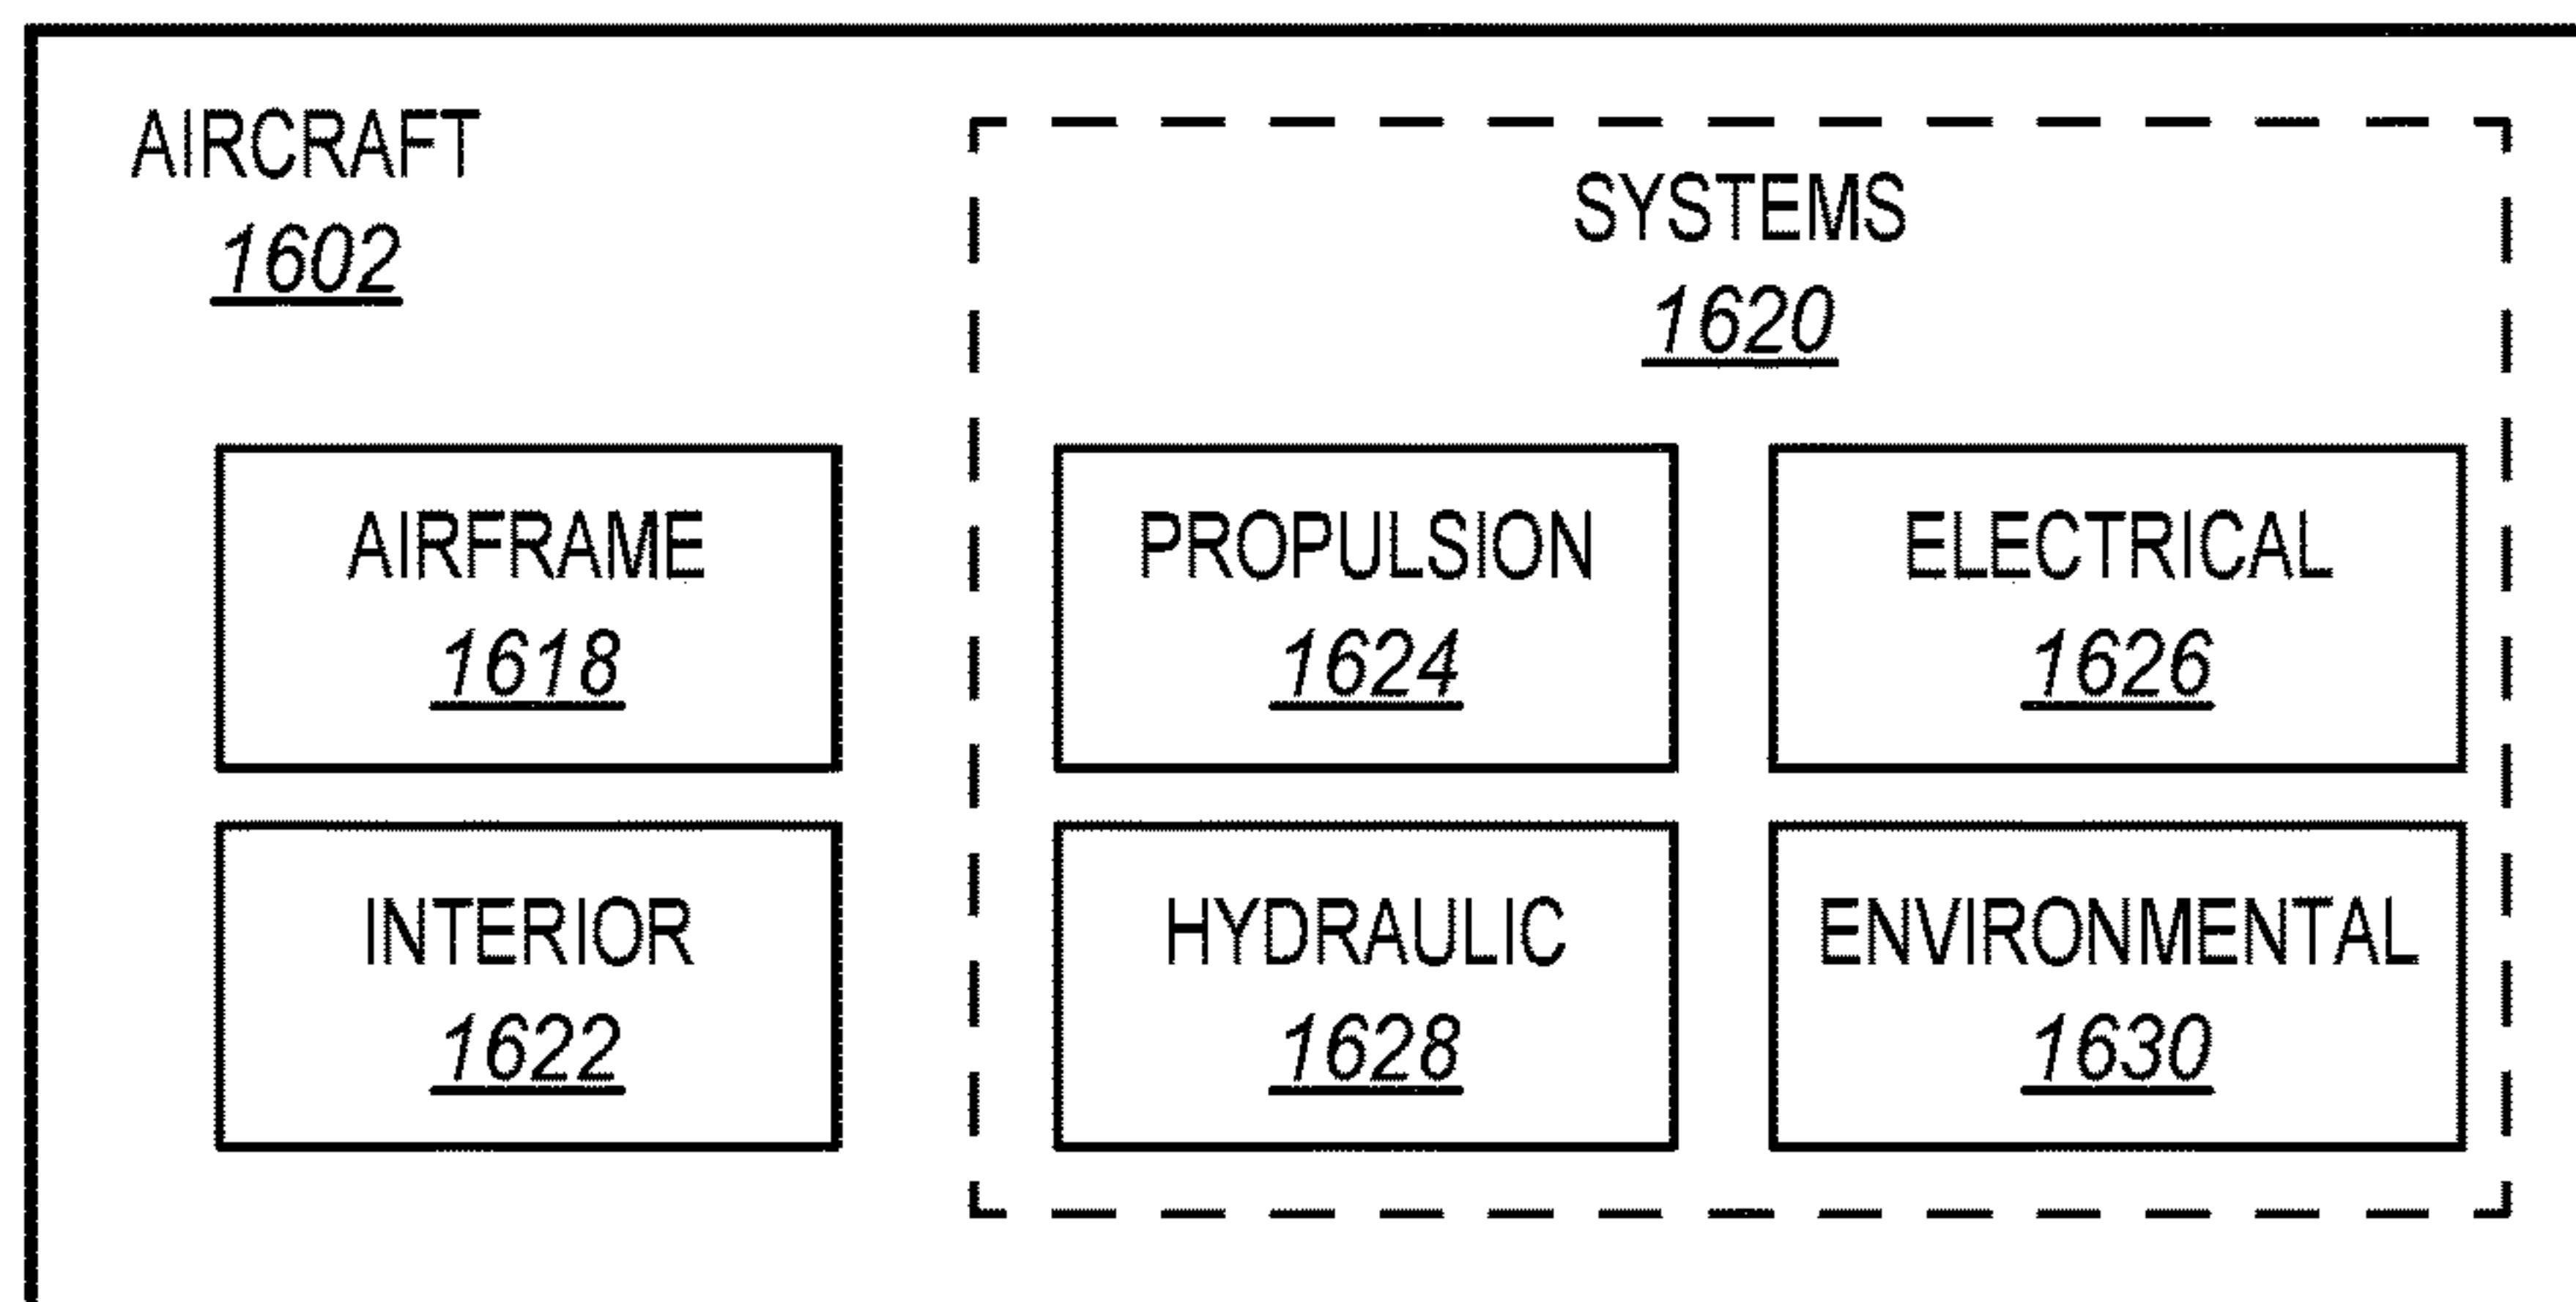 AIRCRAFT
1602
SYSTEMS
1620
AIRFRAME
1618
PROPULSION
1624
ELECTRICAL
1626
INTERIOR
1622
HYDRAULIC
1628
ENVIRONMENTAL
1630